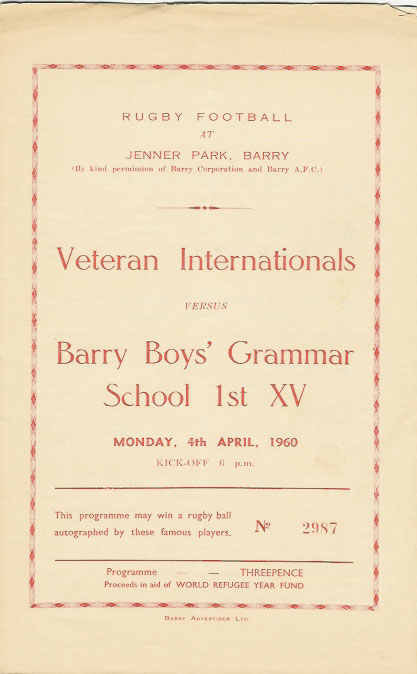 RUGBY FOOTBALL
AT
JENNER PARK, BARRY
(By kind permission of Barry Corporation and Barry A.F.C.)
Veteran Internationals
VERSUS
Barry Boys' Grammar
School 1st XV
MONDAY, 4th APRIL, 1960
KICK-OFF 6 p.m.
This programme may win a rugby ball
autographed by these famous players.
Nº 2987
Programme — — THREEPENCE
Proceeds in aid of WORLD REFUGEE YEAR FUND
BARRY ADVERTISER LTD.